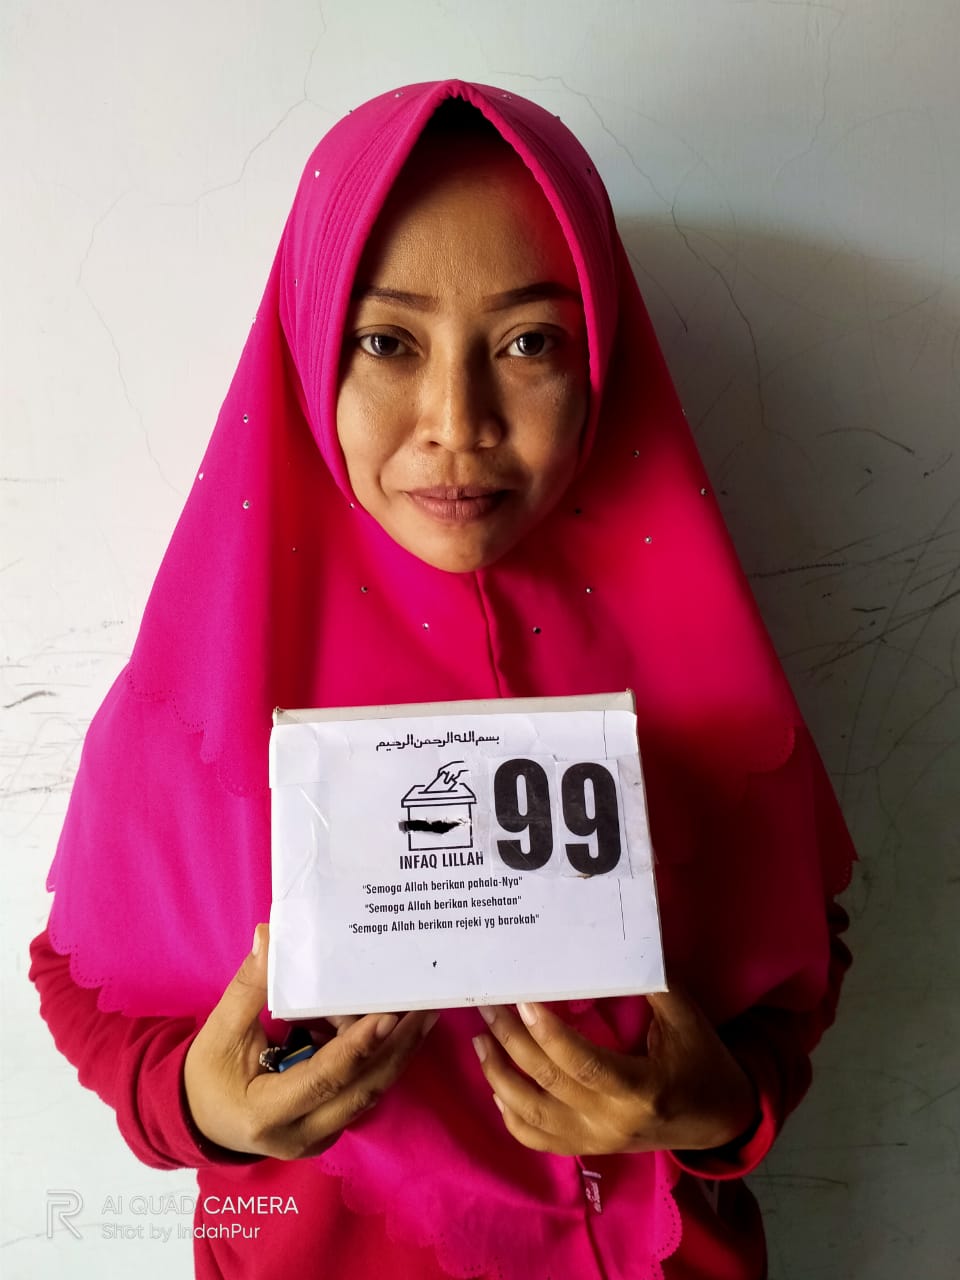 بسم الله الرحمن الرحيم
99
INFAQ LILLAH
"Semoga Allah berikan pahala-Nya"
"Semoga Allah berikan kesehatan"
"Semoga Allah berikan rejeki yg barokah"
AI QUAD CAMERA
Shot by IndahPur